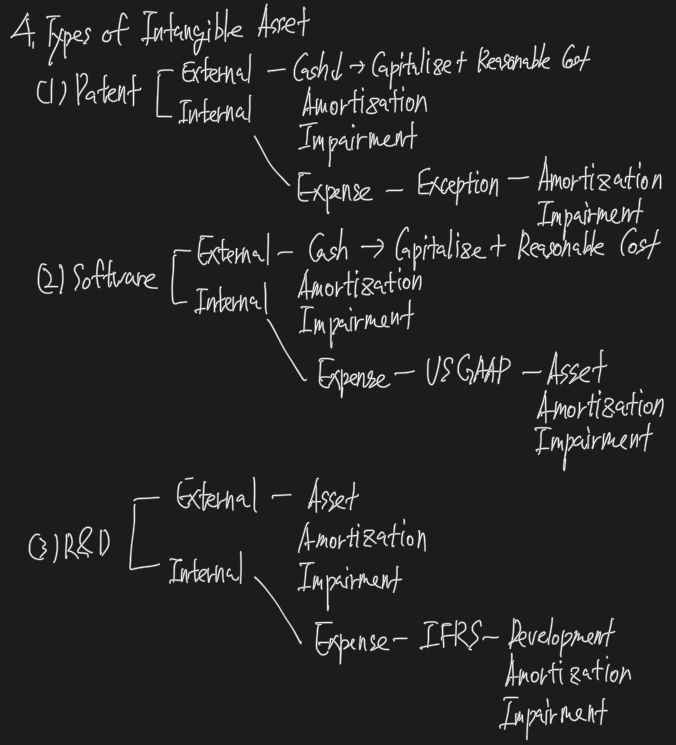 4. Types of Intangible Asset
(1) Patent
External – Cash↓ → Capitalize + Reasonable Cost
Internal
Amortization
Impairment
Expense – Exception – Amortization
Impairment
(2) Software
External – Cash → Capitalize + Reasonable Cost
Internal
Amortization
Impairment
Expense – US GAAP – Asset
Amortization
Impairment
(3) R&D
External – Asset
Amortization
Internal
Impairment
Expense – IFRS – Development
Amortization
Impairment